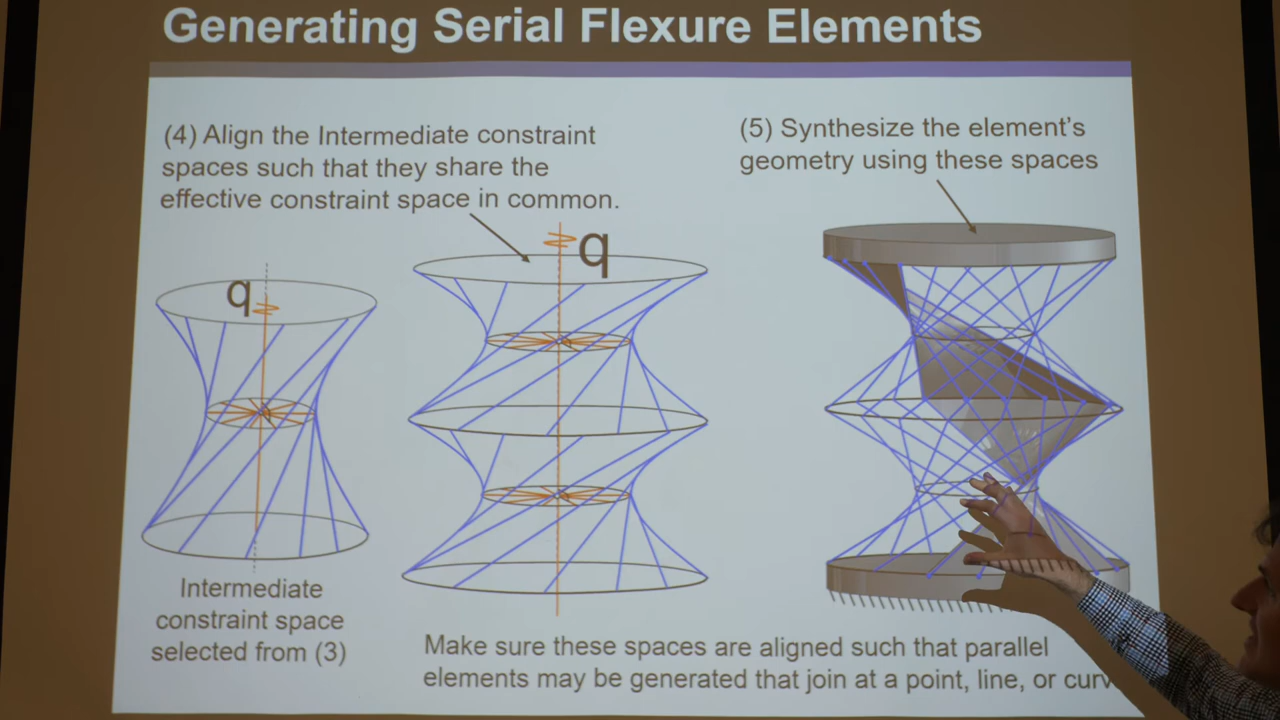 Generating Serial Flexure Elements
(4) Align the Intermediate constraint
spaces such that they share the
effective constraint space in common.
(5) Synthesize the element's
geometry using these spaces
q
q
Intermediate
constraint space
selected from (3)
Make sure these spaces are aligned such that parallel
elements may be generated that join at a point, line, or